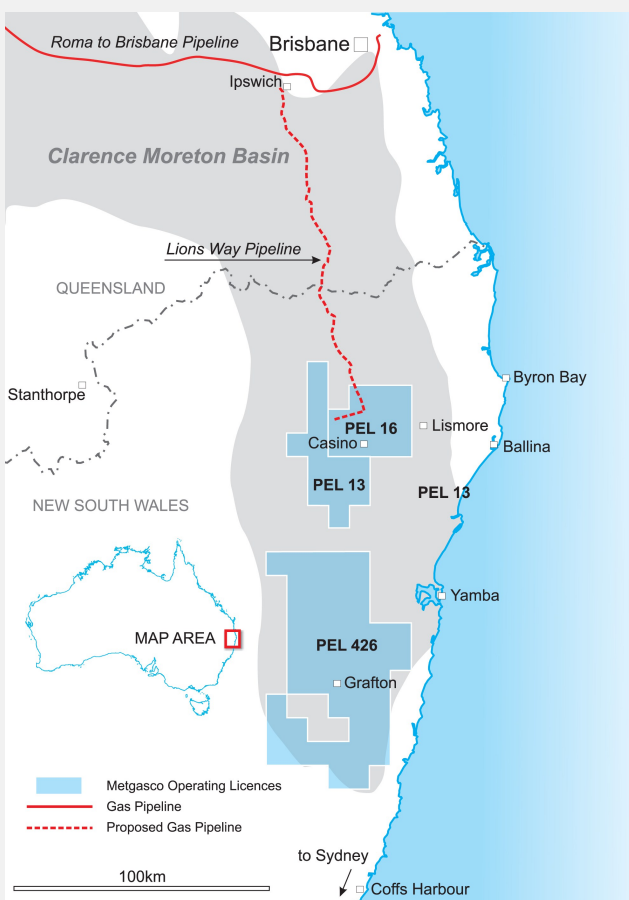 Roma to Brisbane Pipeline
Brisbane
Ipswich
Clarence Moreton Basin
Lions Way Pipeline
QUEENSLAND
Byron Bay
Stanthorpe
PEL 16
Lismore
Casino
Ballina
PEL 13
PEL 13
NEW SOUTH WALES
Yamba
MAP AREA
PEL 426
Grafton
Metgasco Operating Licences
Gas Pipeline
Proposed Gas Pipeline
to Sydney
100km
Coffs Harbour